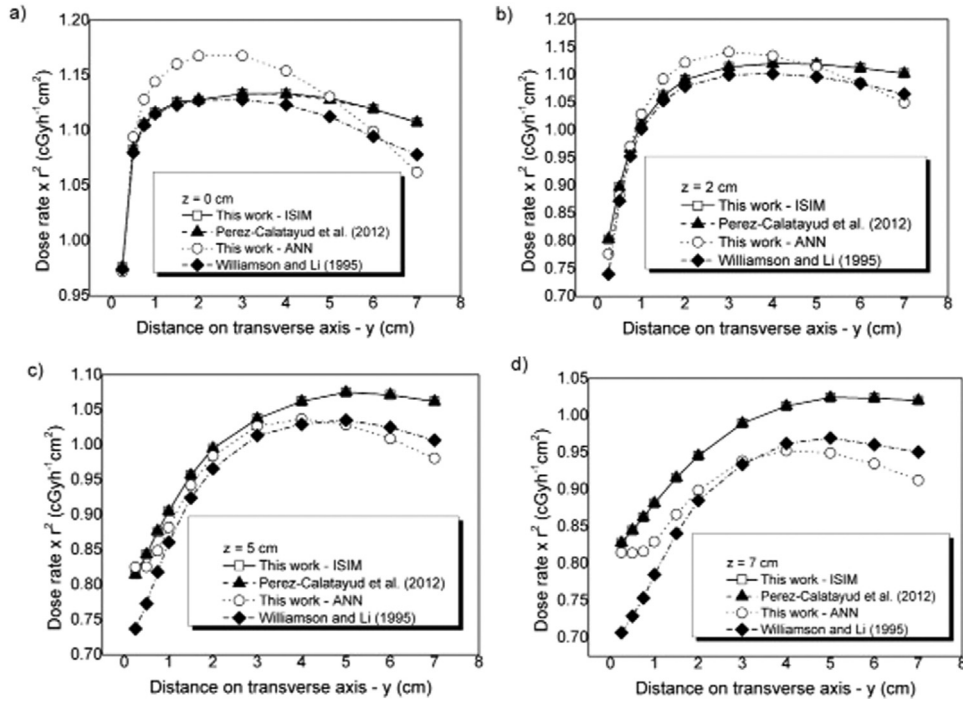 a)
1.20
1.15
1.10
1.05
1.00
0.95
Dose rate x r² (cGyh⁻¹cm²)
z = 0 cm
This work - ISIM
Perez-Calatayud et al. (2012)
This work - ANN
Williamson and Li (1995)
0 1 2 3 4 5 6 7 8
Distance on transverse axis - y (cm)
b)
1.20
1.15
1.10
1.05
1.00
0.95
0.90
0.85
0.80
0.75
0.70
Dose rate x r² (cGyh⁻¹cm²)
z = 2 cm
This work - ISIM
Perez-Calatayud et al. (2012)
This work - ANN
Williamson and Li (1995)
0 1 2 3 4 5 6 7 8
Distance on transverse axis - y (cm)
c)
1.10
1.05
1.00
0.95
0.90
0.85
0.80
0.75
0.70
Dose rate x r² (cGyh⁻¹cm²)
z = 5 cm
This work - ISIM
Perez-Calatayud et al. (2012)
This work - ANN
Williamson and Li (1995)
0 1 2 3 4 5 6 7 8
Distance on transverse axis - y (cm)
d)
1.05
1.00
0.95
0.90
0.85
0.80
0.75
0.70
Dose rate x r² (cGyh⁻¹cm²)
z = 7 cm
This work - ISIM
Perez-Calatayud et al. (2012)
This work - ANN
Williamson and Li (1995)
0 1 2 3 4 5 6 7 8
Distance on transverse axis - y (cm)